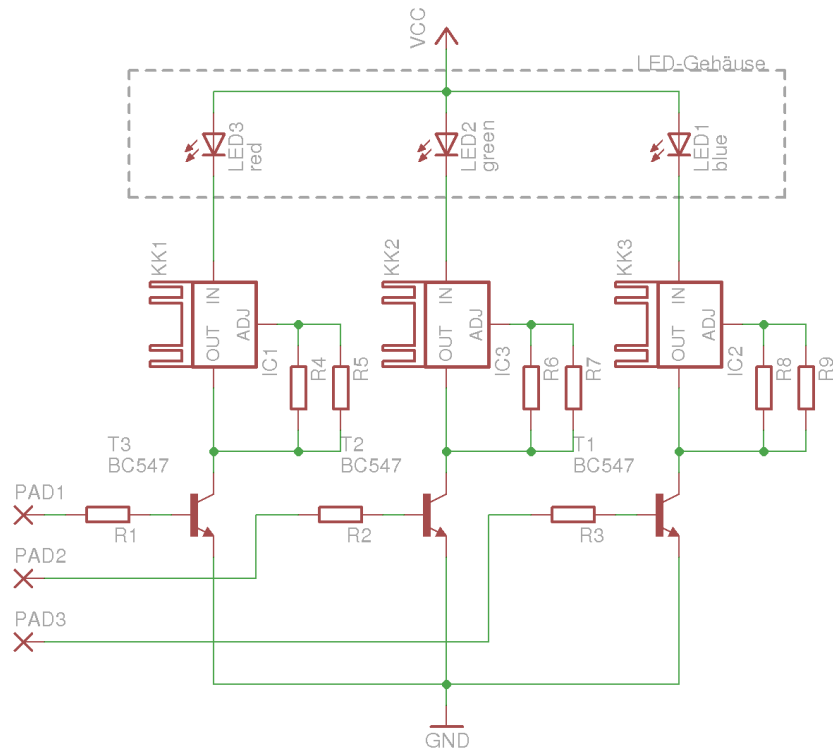 VCC
LED-Gehäuse
LED3
red
LED2
green
LED1
blue
KK1
KK2
KK3
IN
OUT
ADJ
IC1
R4
R5
IN
OUT
ADJ
IC3
R6
R7
IN
OUT
ADJ
IC2
R8
R9
T3
BC547
T2
BC547
T1
BC547
PAD1
R1
R2
R3
PAD2
PAD3
GND